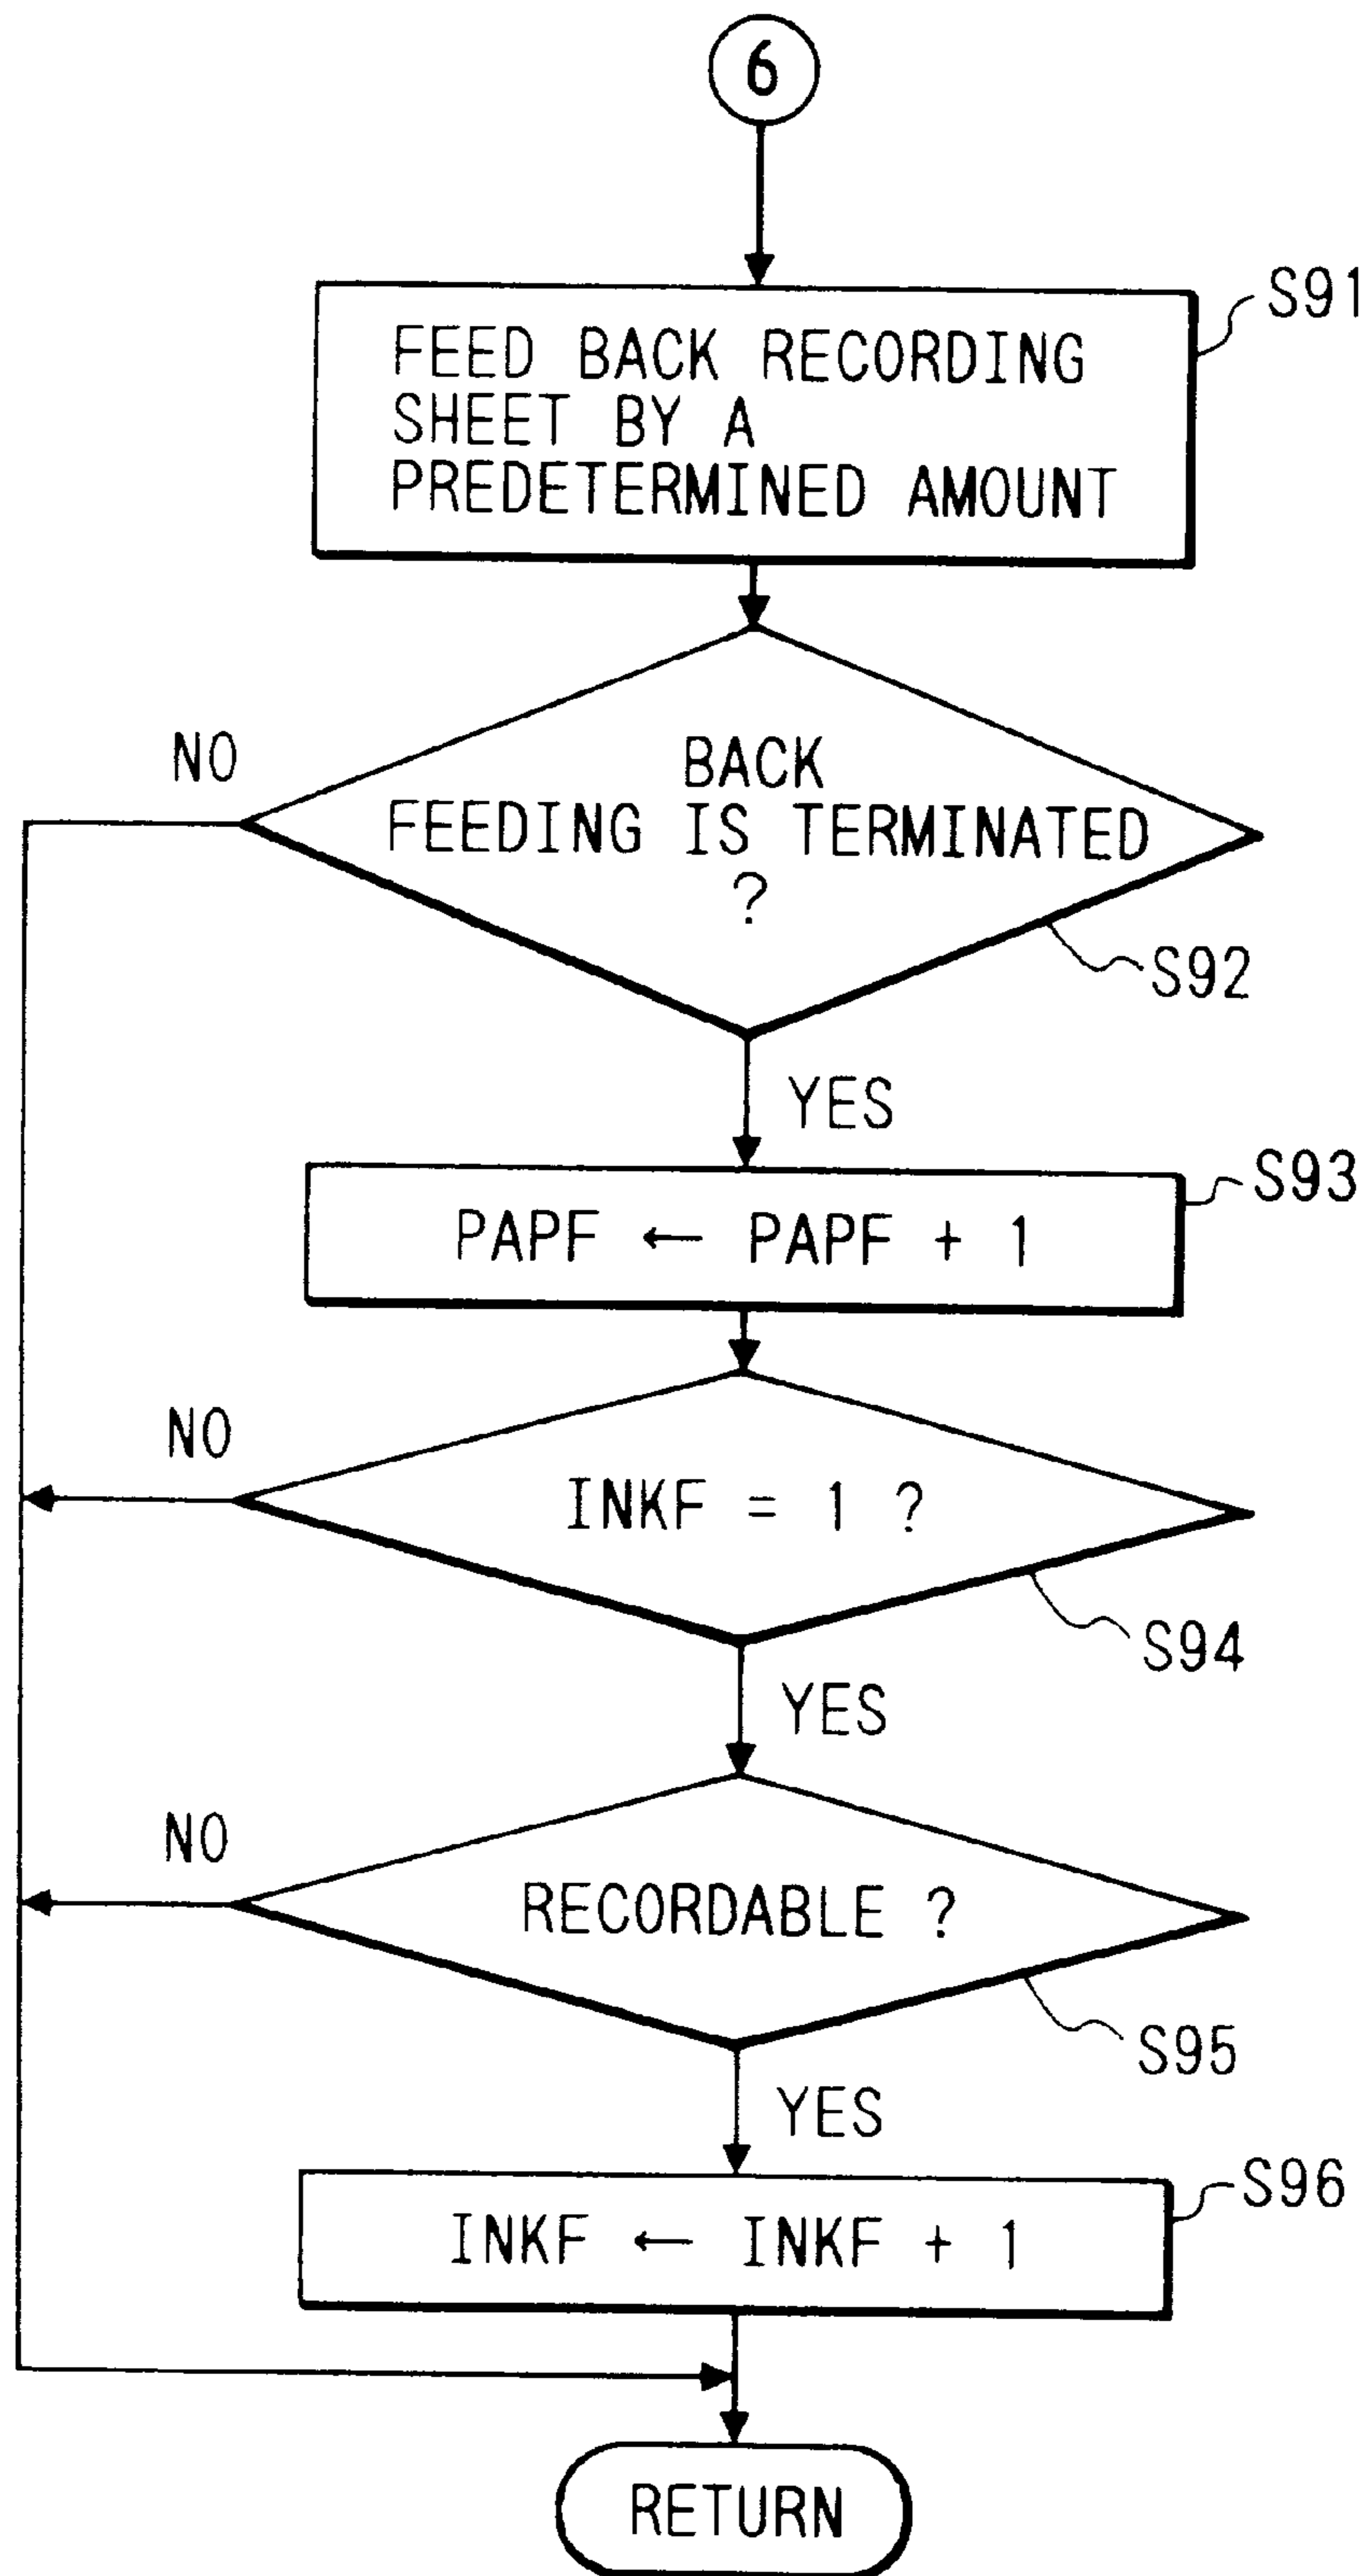 6
S91
FEED BACK RECORDING
SHEET BY A
PREDETERMINED AMOUNT
NO
BACK
FEEDING IS TERMINATED
?
S92
YES
S93
PAPF ← PAPF + 1
NO
INKF = 1 ?
S94
YES
NO
RECORDABLE ?
S95
YES
S96
INKF ← INKF + 1
RETURN